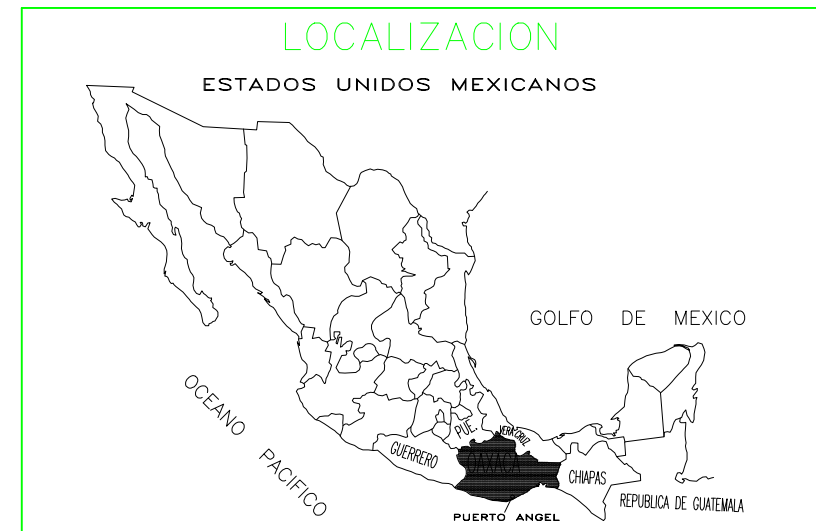 LOCALIZACION
ESTADOS UNIDOS MEXICANOS
GOLFO DE MEXICO
OCEANO PACIFICO
PUE.
VERACRUZ
GUERRERO
OAXACA
CHIAPAS
REPUBLICA DE GUATEMALA
PUERTO ANGEL